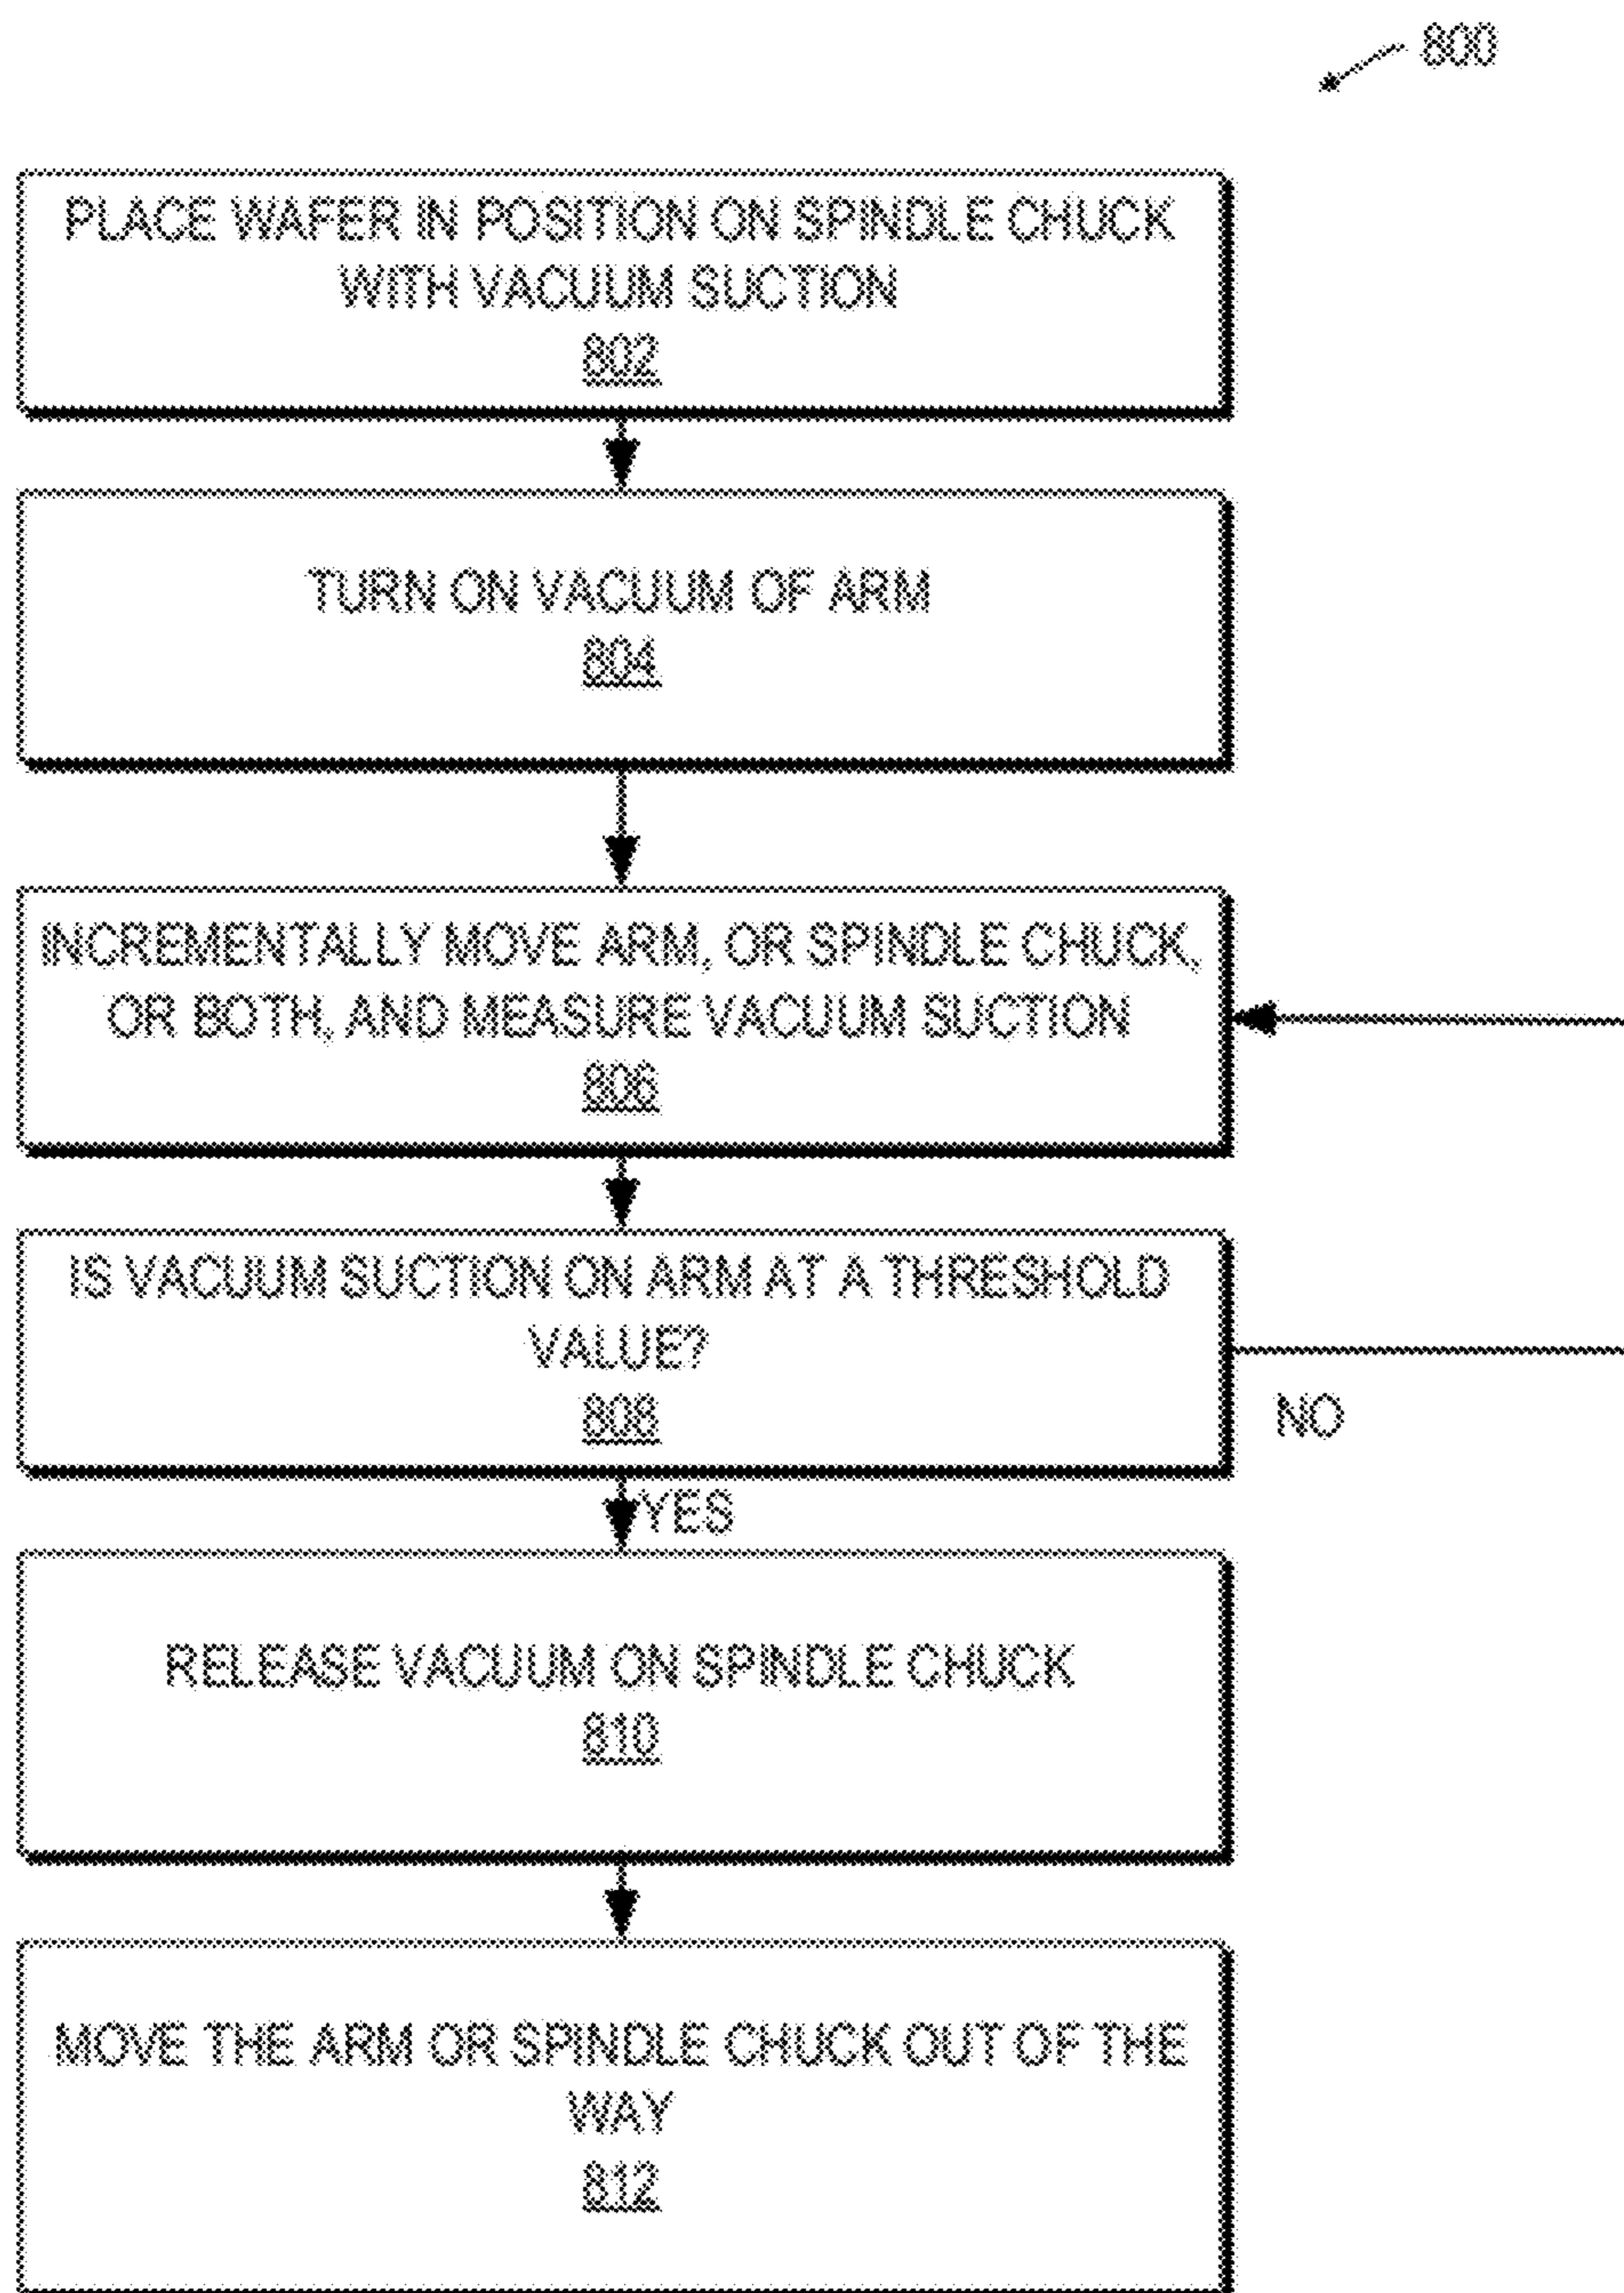 800
PLACE WAFER IN POSITION ON SPINDLE CHUCK
WITH VACUUM SUCTION
802
TURN ON VACUUM OF ARM
804
INCREMENTALLY MOVE ARM, OR SPINDLE CHUCK,
OR BOTH, AND MEASURE VACUUM SUCTION
806
IS VACUUM SUCTION ON ARM AT A THRESHOLD
VALUE?
808
NO
YES
RELEASE VACUUM ON SPINDLE CHUCK
810
MOVE THE ARM OR SPINDLE CHUCK OUT OF THE
WAY
812